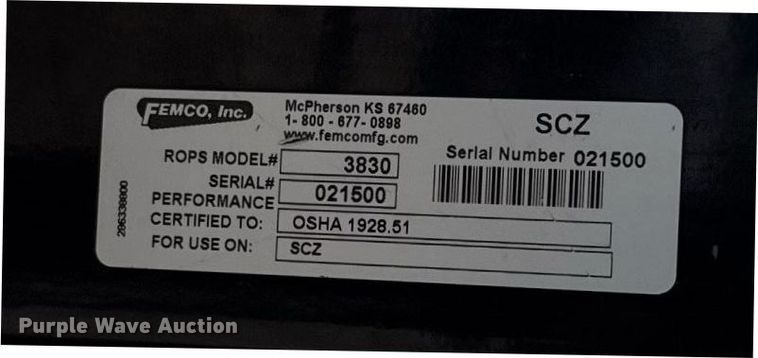 FEMCO, Inc.
McPherson KS 67460
1-800-677-0898
www.femcomfg.com
SCZ
Serial Number 021500
ROPS MODEL# 3830
SERIAL# 021500
PERFORMANCE
CERTIFIED TO: OSHA 1928.51
FOR USE ON: SCZ
286338800
Purple Wave Auction